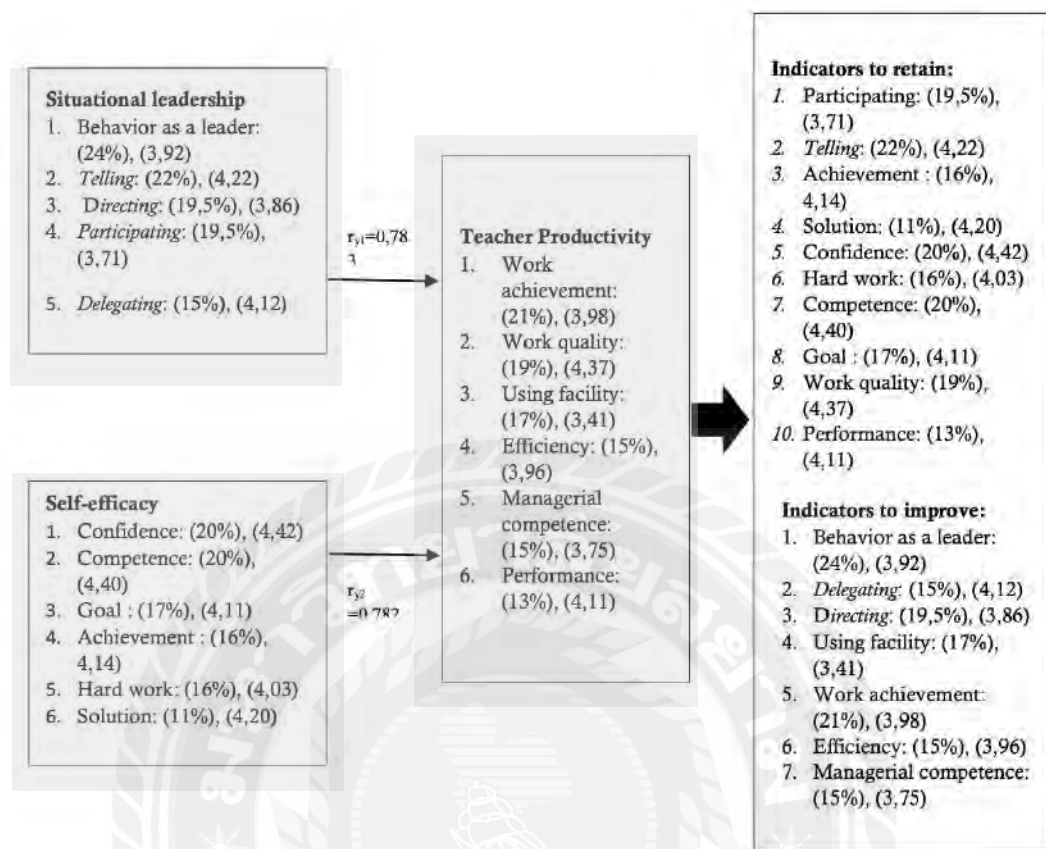 Situational leadership
1. Behavior as a leader:
(24%), (3,92)
2. Telling: (22%), (4,22)
3. Directing: (19,5%), (3,86)
4. Participating: (19,5%),
(3,71)
5. Delegating: (15%), (4,12)
Self-efficacy
1. Confidence: (20%), (4,42)
2. Competence: (20%),
(4,40)
3. Goal : (17%), (4,11)
4. Achievement : (16%),
4,14)
5. Hard work: (16%), (4,03)
6. Solution: (11%), (4,20)
ry1=0,78
3
ry2
=0,782
Teacher Productivity
1. Work
achievement:
(21%), (3,98)
2. Work quality:
(19%), (4,37)
3. Using facility:
(17%), (3,41)
4. Efficiency: (15%),
(3,96)
5. Managerial
competence:
(15%), (3,75)
6. Performance:
(13%), (4,11)
Indicators to retain:
1. Participating: (19,5%),
(3,71)
2. Telling: (22%), (4,22)
3. Achievement : (16%),
4,14)
4. Solution: (11%), (4,20)
5. Confidence: (20%), (4,42)
6. Hard work: (16%), (4,03)
7. Competence: (20%),
(4,40)
8. Goal : (17%), (4,11)
9. Work quality: (19%),
(4,37)
10. Performance: (13%),
(4,11)
Indicators to improve:
1. Behavior as a leader:
(24%), (3,92)
2. Delegating: (15%), (4,12)
3. Directing: (19,5%), (3,86)
4. Using facility: (17%),
(3,41)
5. Work achievement:
(21%), (3,98)
6. Efficiency: (15%), (3,96)
7. Managerial competence:
(15%), (3,75)